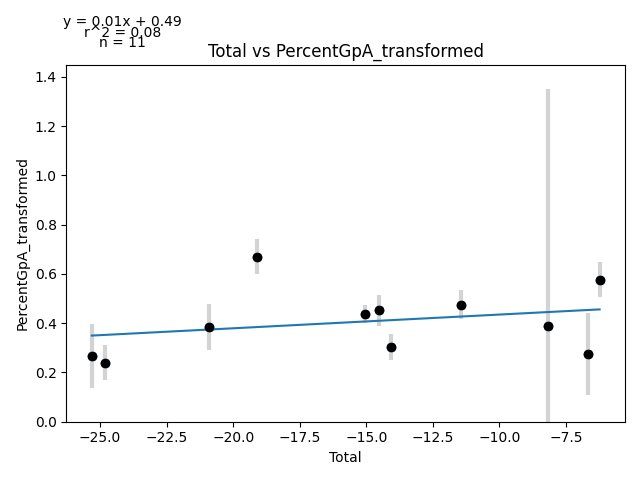 y = 0.01x + 0.49
r^2 = 0.08
n = 11
Total vs PercentGpA_transformed
PercentGpA_transformed
1.4
1.2
1.0
0.8
0.6
0.4
0.2
0.0
−25.0 −22.5 −20.0 −17.5 −15.0 −12.5 −10.0 −7.5
Total